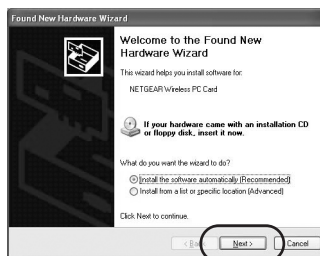 Found New Hardware Wizard
Welcome to the Found New
Hardware Wizard
This wizard helps you install software for:
NETGEAR Wireless PC Card
If your hardware came with an installation CD
or floppy disk, insert it now.
What do you want the wizard to do?
Install the software automatically (Recommended)
Install from a list or specific location (Advanced)
Click Next to continue.
Next > Cancel